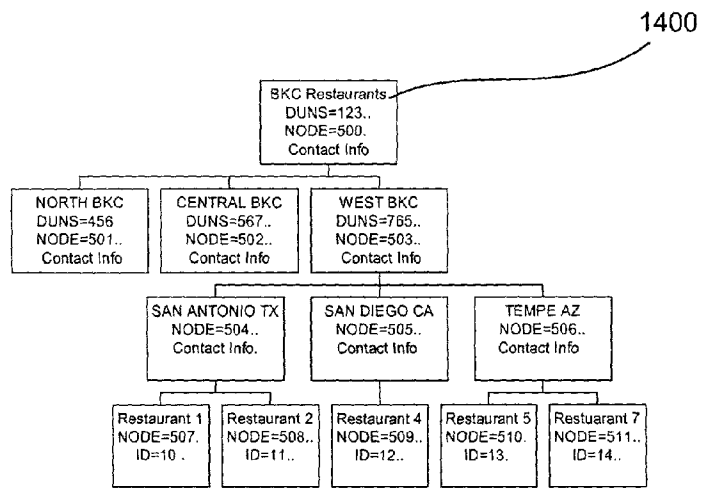 1400
BKC Restaurants
DUNS=123..
NODE=500.
Contact Info
NORTH BKC
DUNS=456
NODE=501..
Contact Info
CENTRAL BKC
DUNS=567..
NODE=502..
Contact Info
WEST BKC
DUNS=765..
NODE=503..
Contact Info
SAN ANTONIO TX
NODE=504..
Contact Info.
SAN DIEGO CA
NODE=505..
Contact Info
TEMPE AZ
NODE=506..
Contact Info
Restaurant 1
NODE=507.
ID=10 .
Restaurant 2
NODE=508..
ID=11..
Restaurant 4
NODE=509..
ID=12..
Restaurant 5
NODE=510.
ID=13.
Restuarant 7
NODE=511..
ID=14..